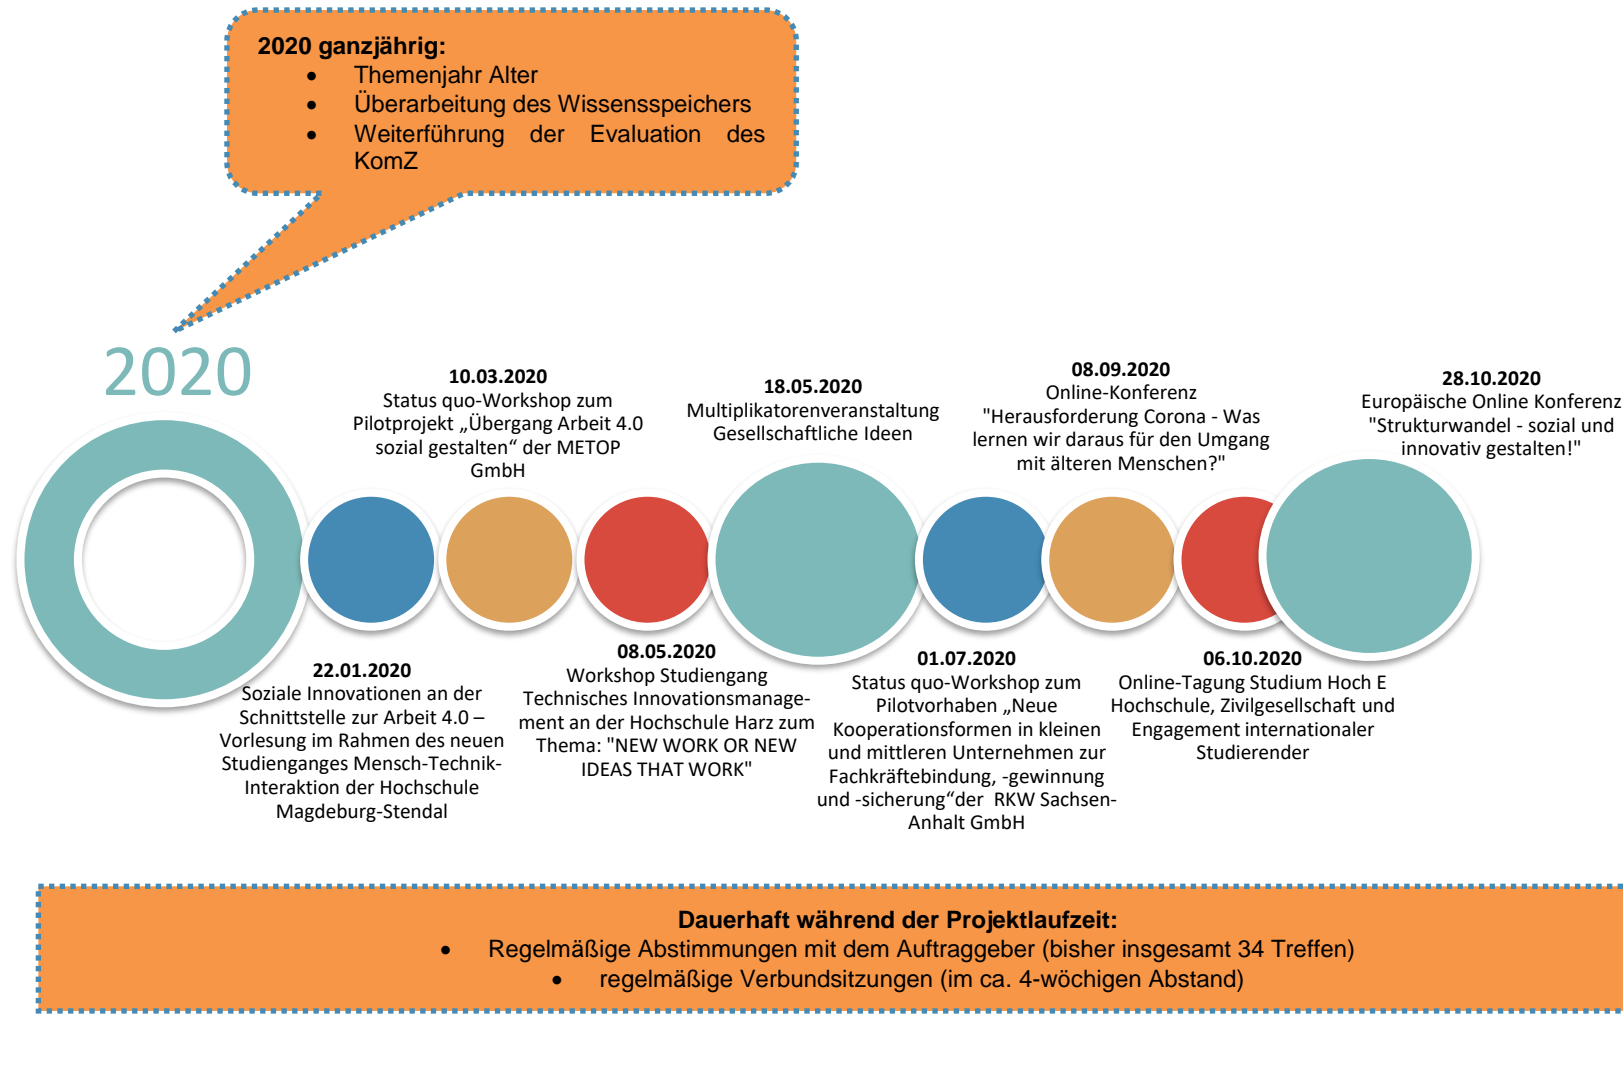 2020 ganzjährig:
• Themenjahr Alter
• Überarbeitung des Wissensspeichers
• Weiterführung der Evaluation des
KomZ
2020
22.01.2020
Soziale Innovationen an der
Schnittstelle zur Arbeit 4.0 –
Vorlesung im Rahmen des neuen
Studienganges Mensch-Technik-
Interaktion der Hochschule
Magdeburg-Stendal
10.03.2020
Status quo-Workshop zum
Pilotprojekt „Übergang Arbeit 4.0
sozial gestalten“ der METOP
GmbH
08.05.2020
Workshop Studiengang
Technisches Innovationsmanage-
ment an der Hochschule Harz zum
Thema: "NEW WORK OR NEW
IDEAS THAT WORK"
18.05.2020
Multiplikatorenveranstaltung
Gesellschaftliche Ideen
01.07.2020
Status quo-Workshop zum
Pilotvorhaben „Neue
Kooperationsformen in kleinen
und mittleren Unternehmen zur
Fachkräftebindung, -gewinnung
und -sicherung“der RKW Sachsen-
Anhalt GmbH
08.09.2020
Online-Konferenz
"Herausforderung Corona - Was
lernen wir daraus für den Umgang
mit älteren Menschen?"
06.10.2020
Online-Tagung Studium Hoch E
Hochschule, Zivilgesellschaft und
Engagement internationaler
Studierender
28.10.2020
Europäische Online Konferenz
"Strukturwandel - sozial und
innovativ gestalten!"
Dauerhaft während der Projektlaufzeit:
• Regelmäßige Abstimmungen mit dem Auftraggeber (bisher insgesamt 34 Treffen)
• regelmäßige Verbundsitzungen (im ca. 4-wöchigen Abstand)